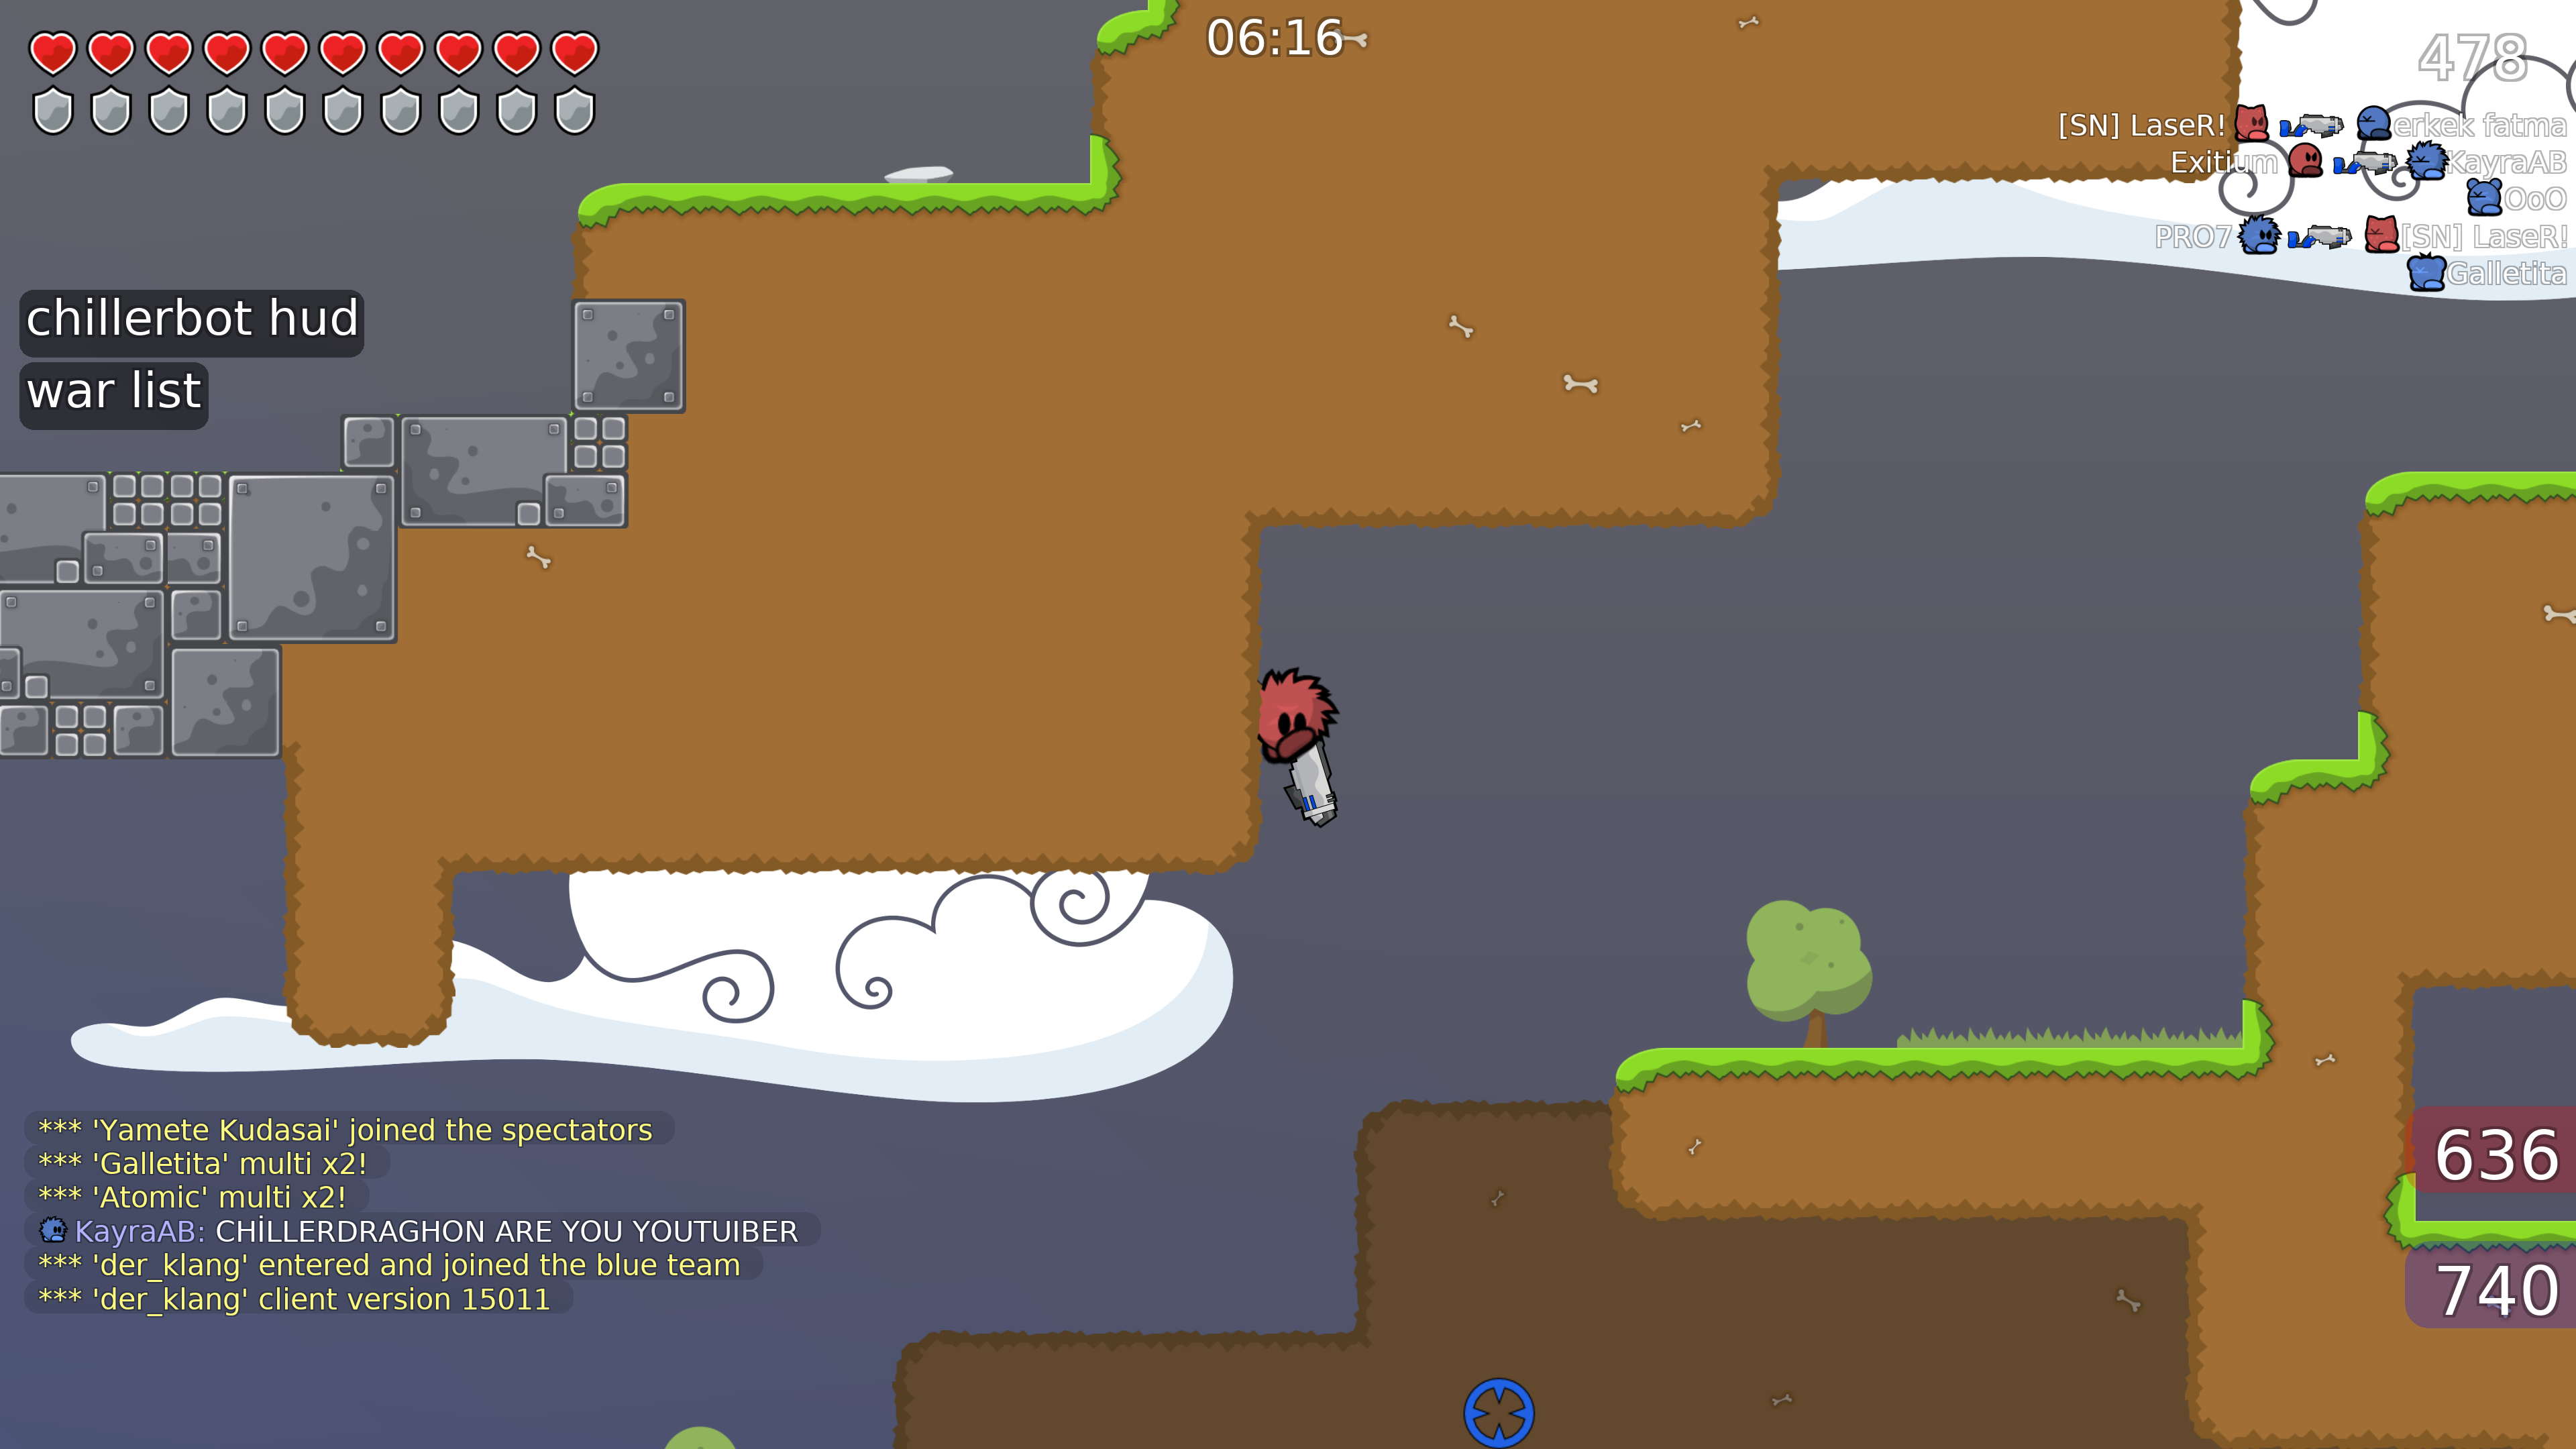 06:16
478
[SN] LaseR! erkek fatma
Exitium KayraAB
OoO
PRO7 [SN] LaseR!
Galletita
chillerbot hud
war list
*** 'Yamete Kudasai' joined the spectators
*** 'Galletita' multi x2!
*** 'Atomic' multi x2!
KayraAB: CHİLLERDRAGHON ARE YOU YOUTUIBER
*** 'der_klang' entered and joined the blue team
*** 'der_klang' client version 15011
636
740